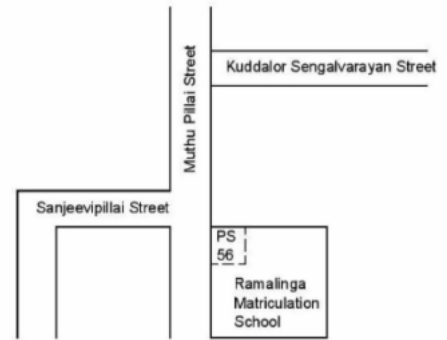 Muthu Pillai Street
Kuddalor Sengalvarayan Street
Sanjeevipillai Street
PS
56
Ramalinga
Matriculation
School